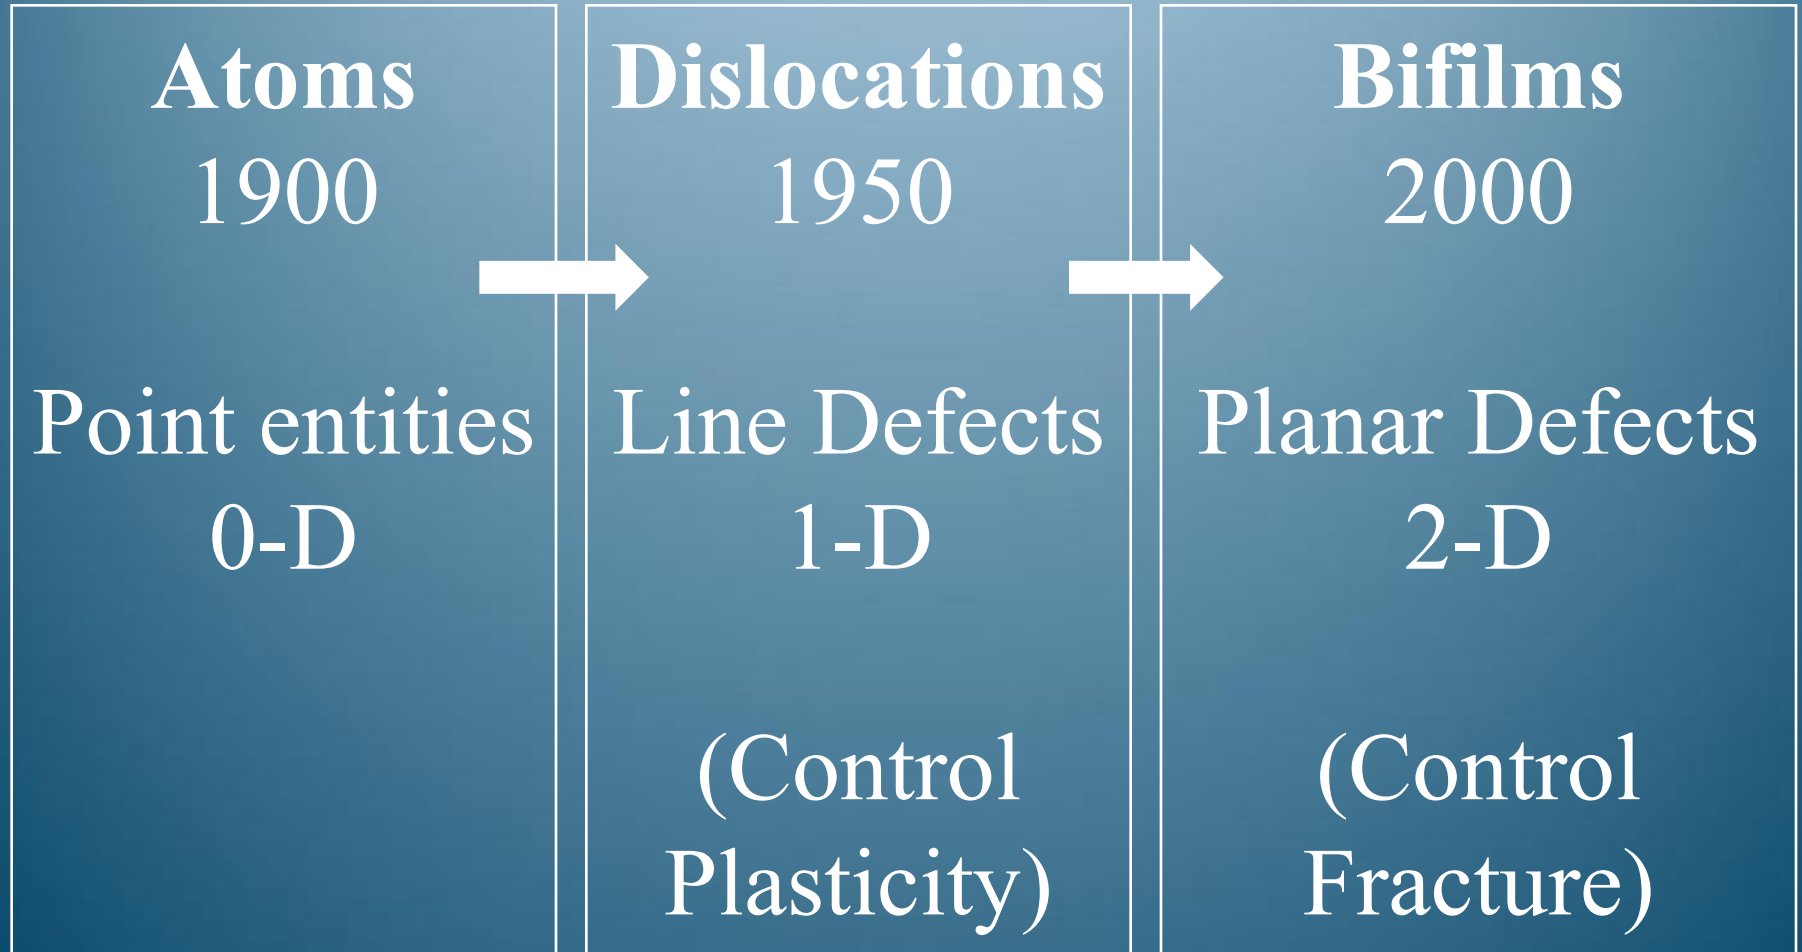 Atoms
1900
Point entities
0-D
Dislocations
1950
Line Defects
1-D
(Control
Plasticity)
Bifilms
2000
Planar Defects
2-D
(Control
Fracture)